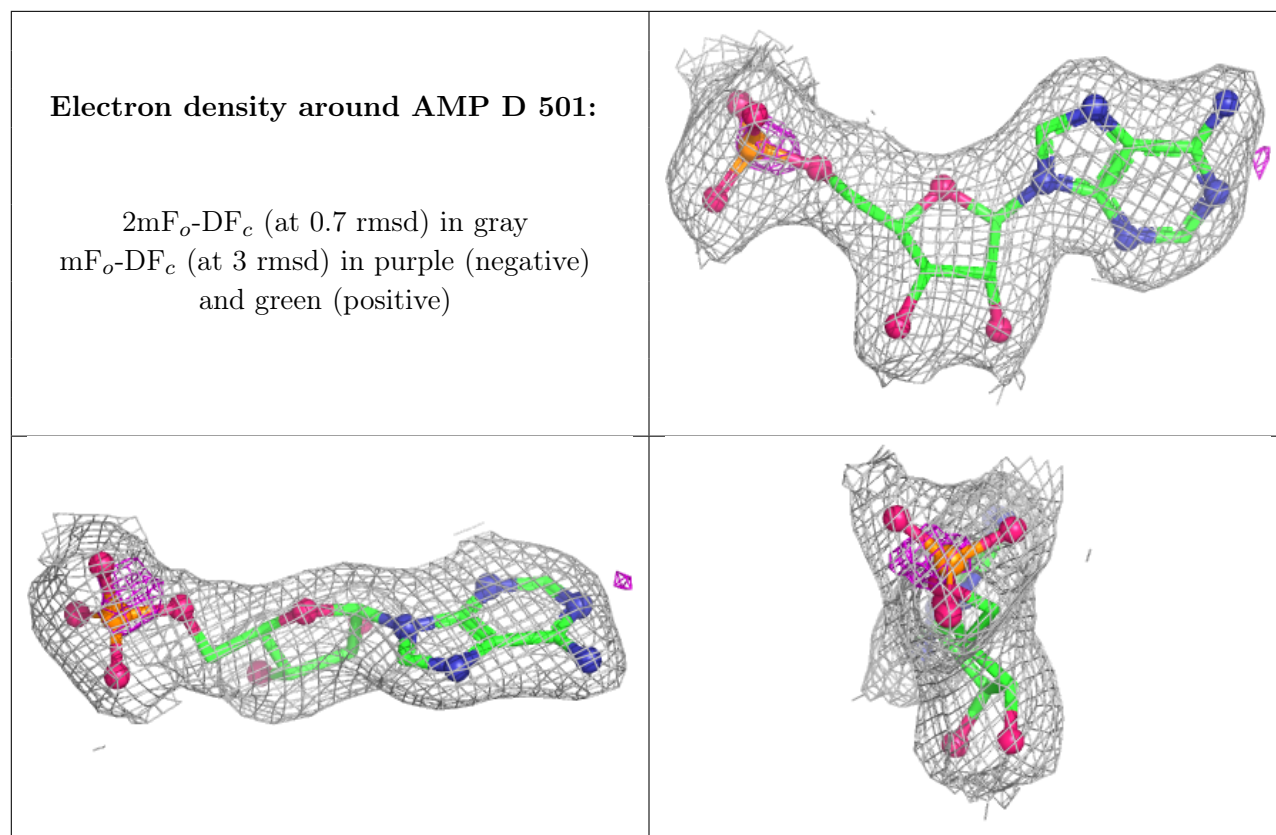 Electron density around AMP D 501:
2mFo-DFc (at 0.7 rmsd) in gray
mFo-DFc (at 3 rmsd) in purple (negative)
and green (positive)